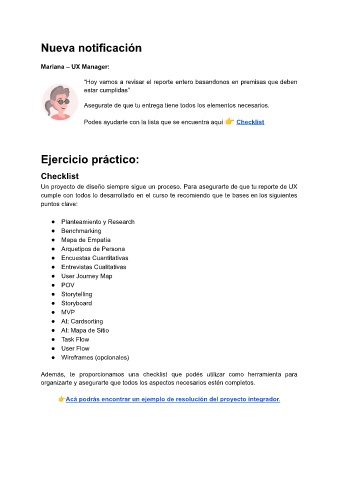 Nueva notificación
Mariana – UX Manager:
"Hoy vamos a revisar el reporte entero basandonos en premisas que deben
estar cumplidas"
Asegurate de que tu entrega tiene todos los elementos necesarios.
Podes ayudarte con la lista que se encuentra aquí 👉 Checklist
Ejercicio práctico:
Checklist
Un proyecto de diseño siempre sigue un proceso. Para asegurarte de que tu reporte de UX
cumple con todos lo desarrollado en el curso te recomiendo que te bases en los siguientes
puntos clave:
● Planteamiento y Research
● Benchmarking
● Mapa de Empatía
● Arquetipos de Persona
● Encuestas Cuantitativas
● Entrevistas Cualitativas
● User Journey Map
● POV
● Storytelling
● Storyboard
● MVP
● AI: Cardsorting
● AI: Mapa de Sitio
● Task Flow
● User Flow
● Wireframes (opcionales)
Además, te proporcionamos una checklist que podés utilizar como herramienta para
organizarte y asegurarte que todos los aspectos necesarios estén completos.
👉Acá podrás encontrar un ejemplo de resolución del proyecto integrador.